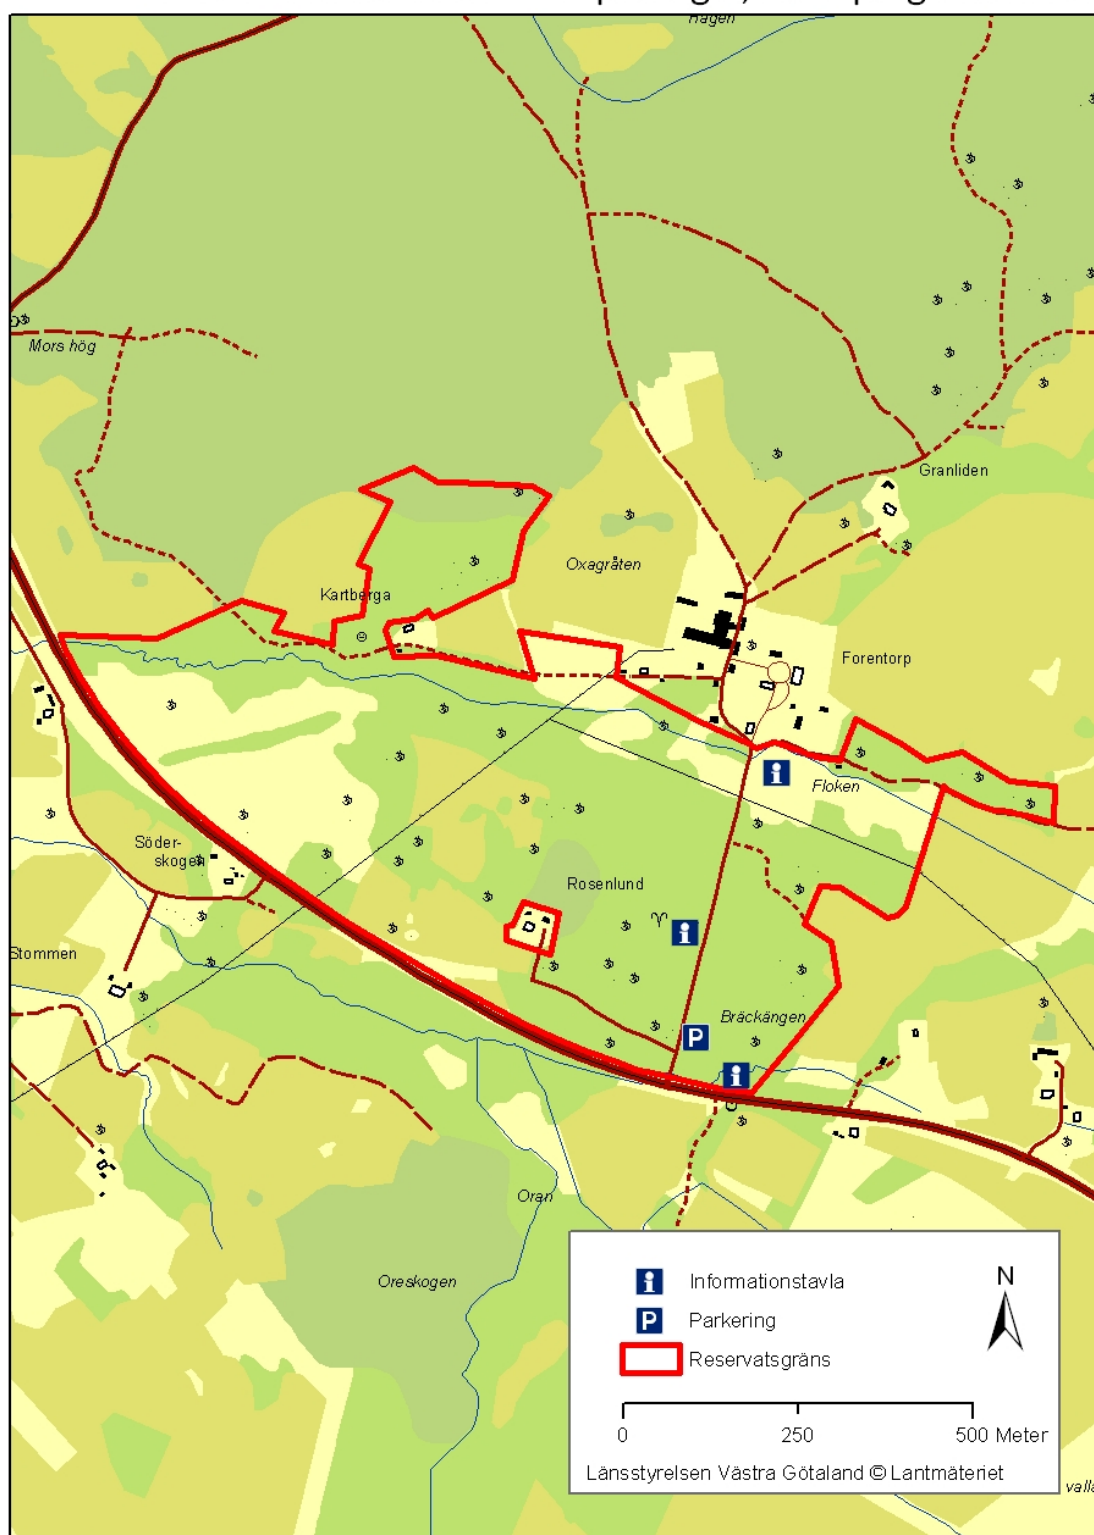 Hagen
Mors hög
Granliden
Oxagråten
Kartberga
Forentorp
Floken
Söder-
skogen
Rosenlund
Stommen
Bräckängen
Oran
Oreskogen
N
Informationstavla
Parkering
Reservatsgräns
0 250 500 Meter
Länsstyrelsen Västra Götaland © Lantmäteriet
valla